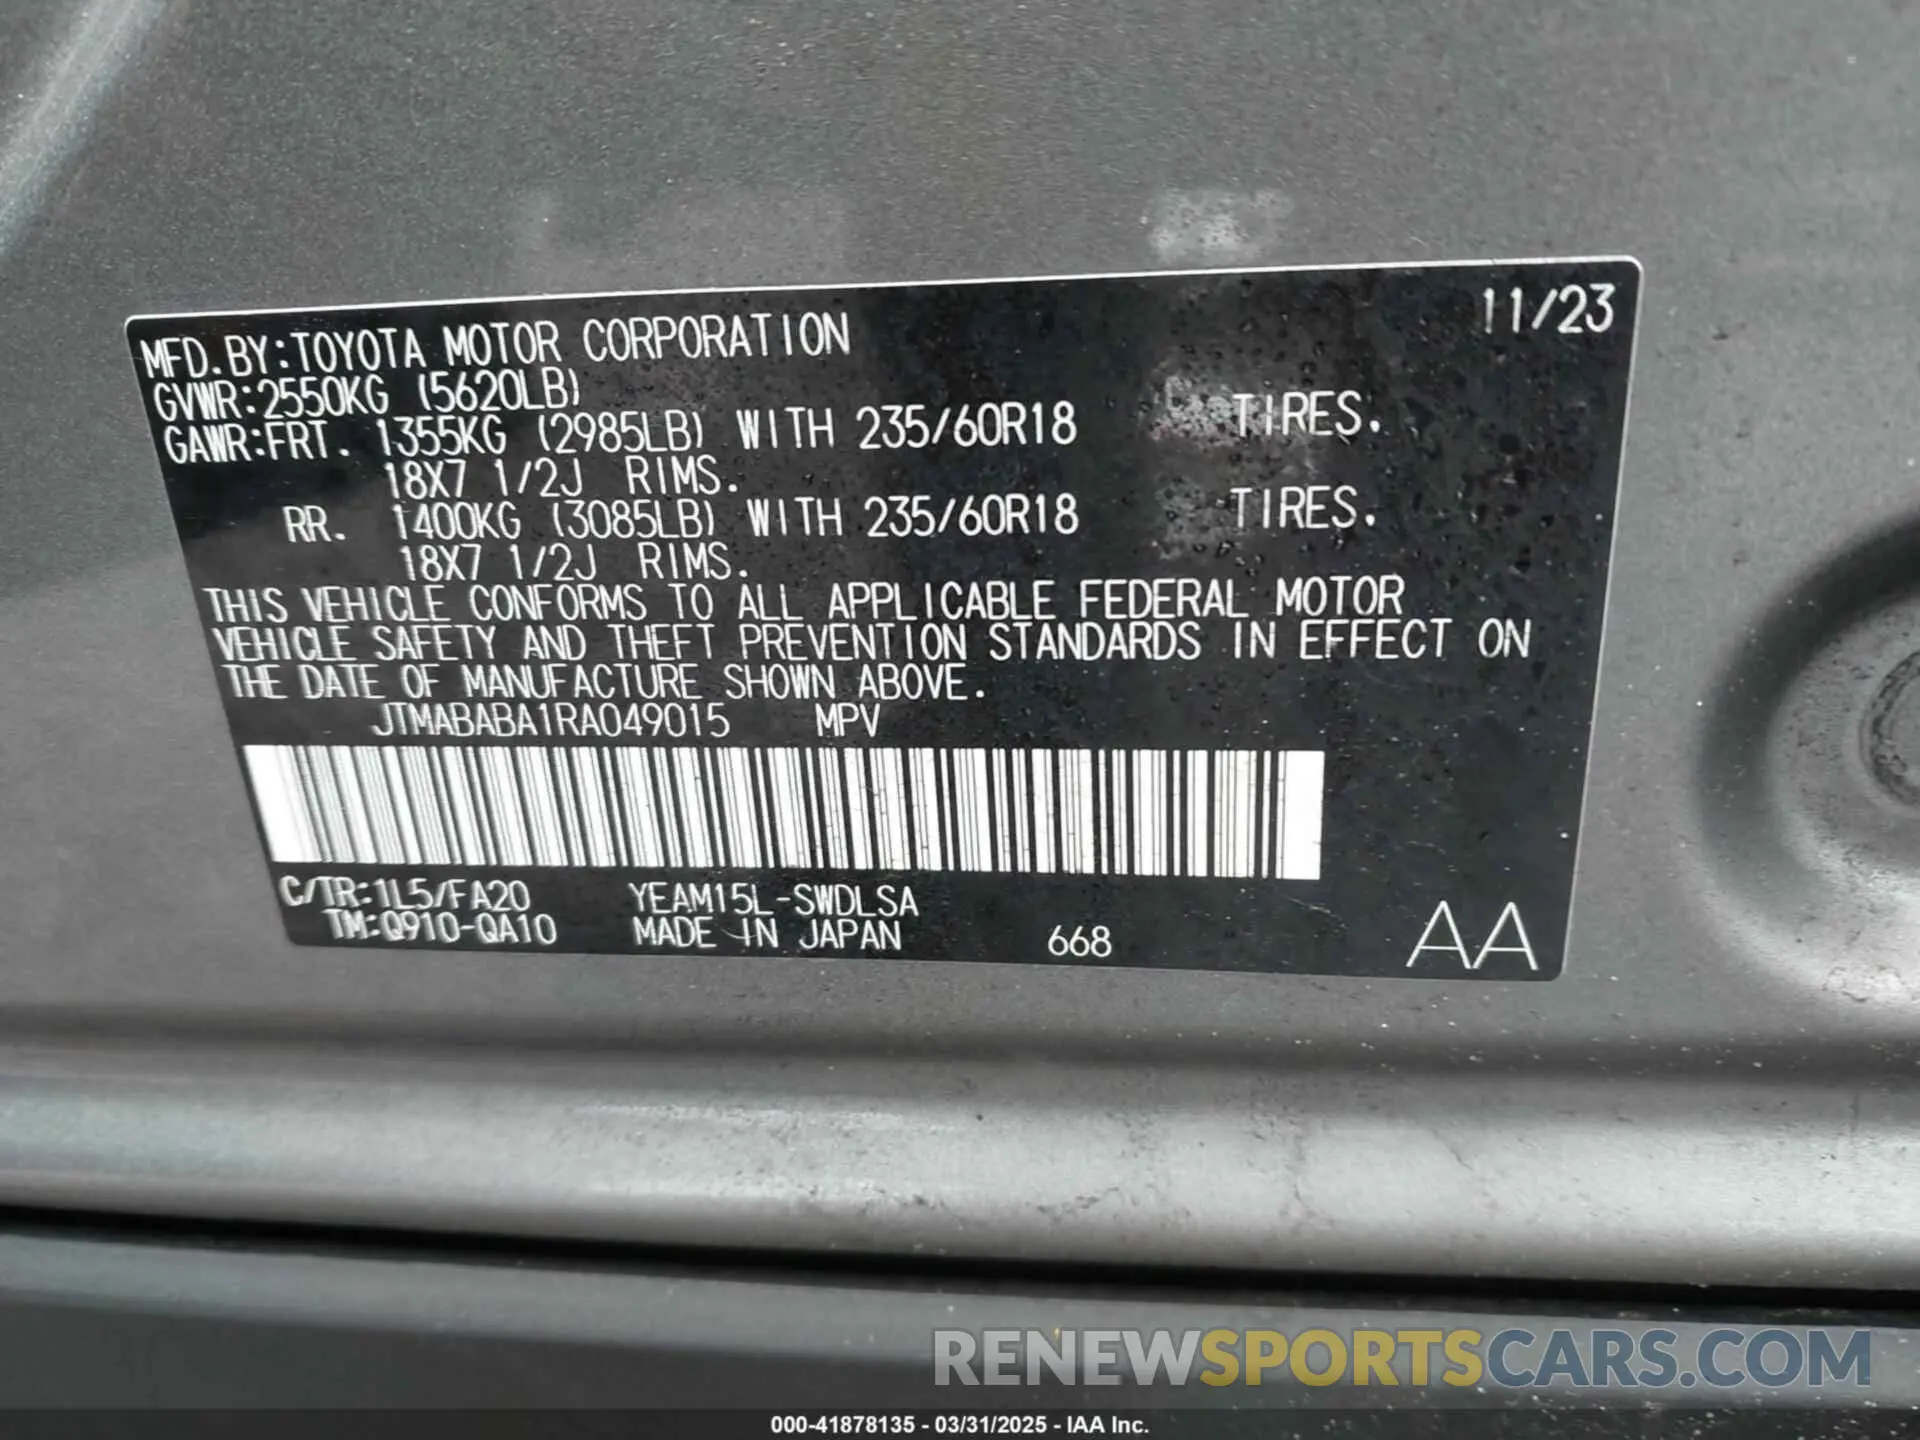 11/23
MFD.BY:TOYOTA MOTOR CORPORATION
GVWR:2550KG (5620LB)
GAWR:FRT. 1355KG (2985LB) WITH 235/60R18 TIRES.
18X7 1/2J RIMS.
RR. 1400KG (3085LB) WITH 235/60R18 TIRES.
18X7 1/2J RIMS.
THIS VEHICLE CONFORMS TO ALL APPLICABLE FEDERAL MOTOR
VEHICLE SAFETY AND THEFT PREVENTION STANDARDS IN EFFECT ON
THE DATE OF MANUFACTURE SHOWN ABOVE.
JTMABABA1RA049015 MPV
C/TR:1L5/FA20 YEAM15L-SWDLSA
TM:Q910-QA10 MADE IN JAPAN 668 AA
RENEWSPORTSCARS.COM
000-41878135 - 03/31/2025 - IAA Inc.